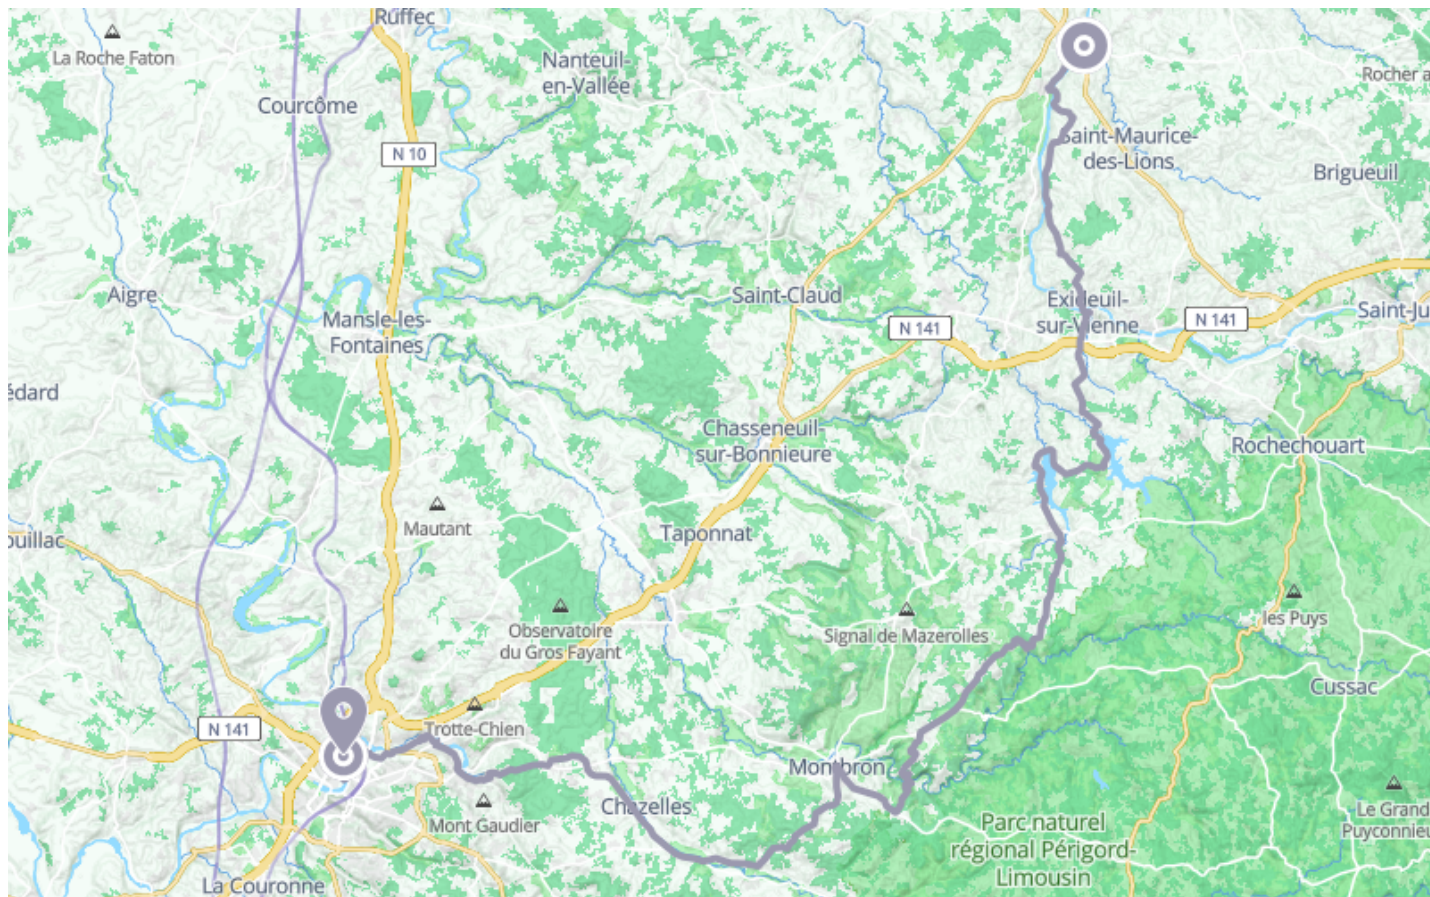 Ruffec
La Roche Faton
Nanteuil-
en-Vallée
Rocher a
Courcôme
N 10
Saint-Maurice-
des-Lions
Brigueuil
Aigre
Saint-Claud
Exideuil-
sur-Vienne
Mansle-les-
Fontaines
N 141
N 141
Saint-Ju
édard
Chasseneuil-
sur-Bonnieure
Rochechouart
Mautant
Taponnat
ouillac
Observatoire
du Gros Fayant
Signal de Mazerolles
les Puys
Cussac
N 141
Trotte-Chien
Montbron
Chazelles
Mont Gaudier
Parc naturel
régional Périgord-
Limousin
Le Grand
Puyconnieu
La Couronne